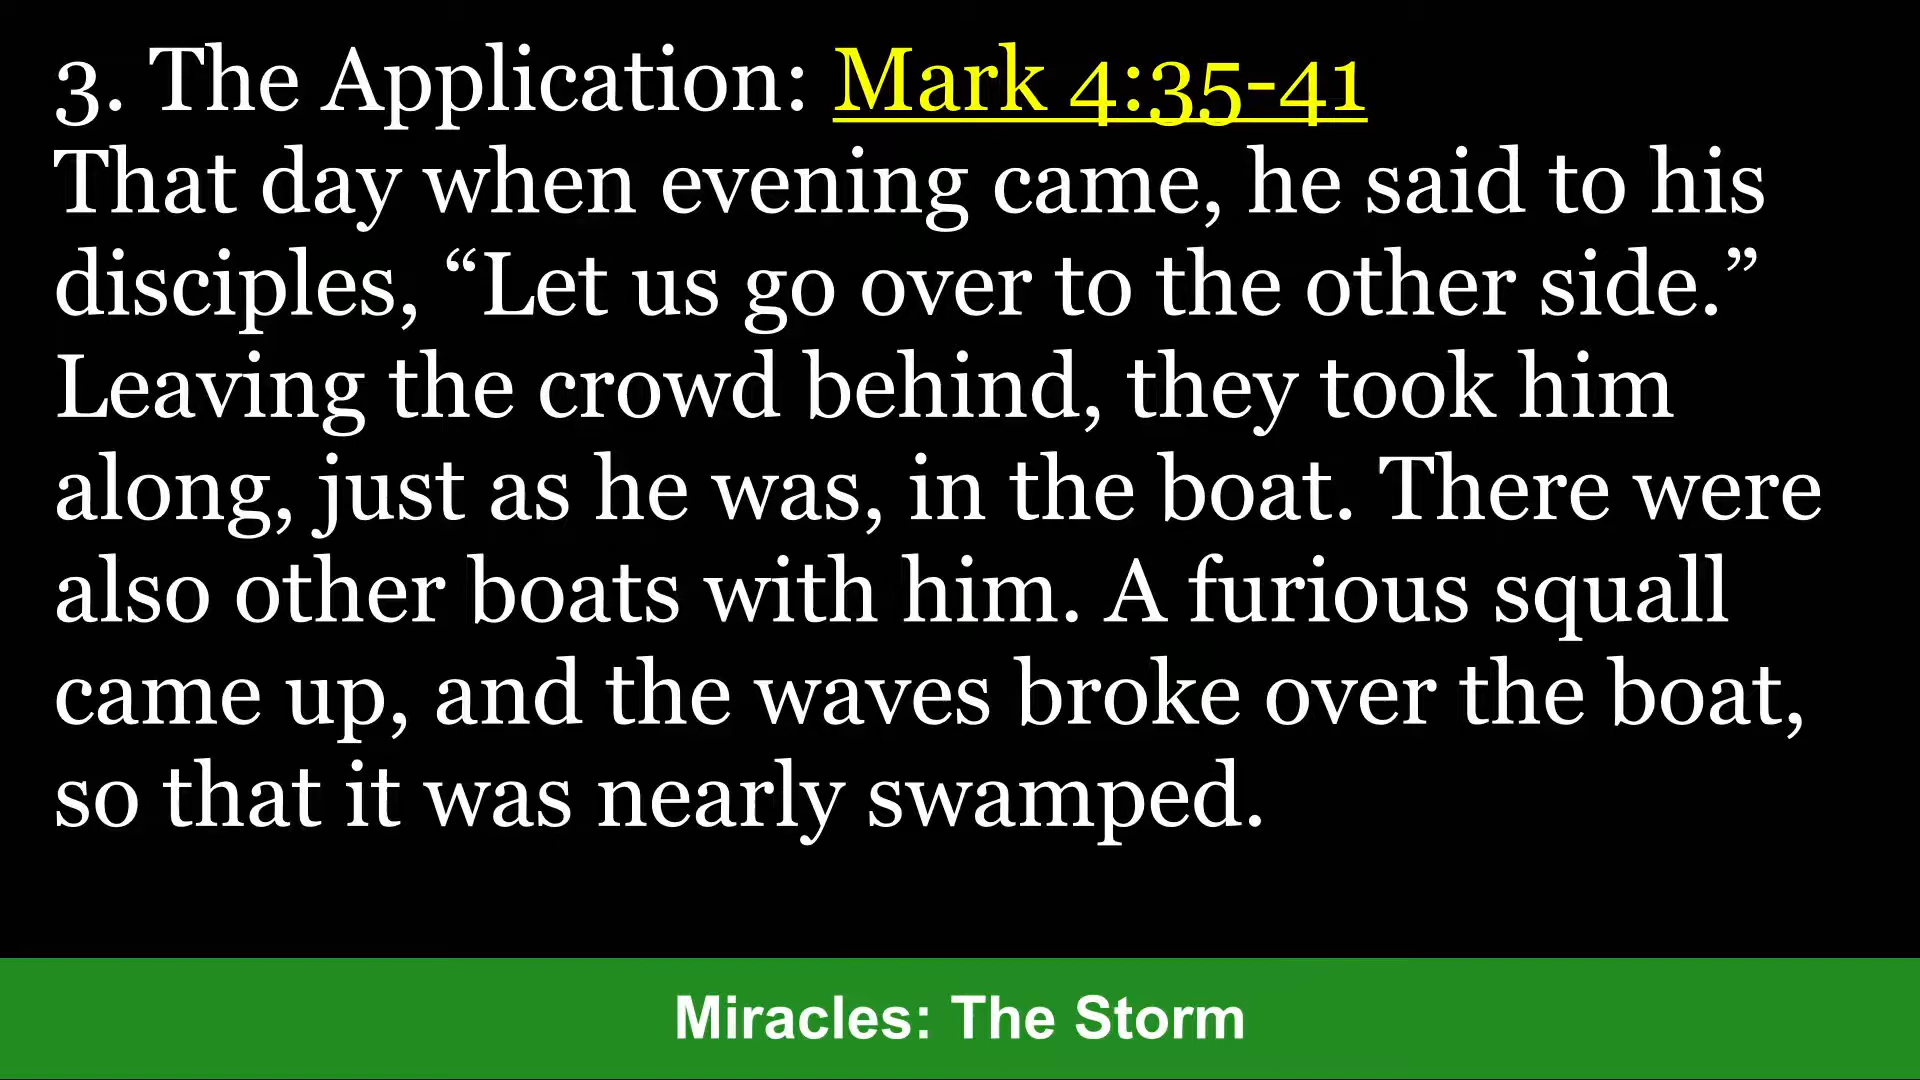 3. The Application: Mark 4:35-41
That day when evening came, he said to his
disciples, “Let us go over to the other side.”
Leaving the crowd behind, they took him
along, just as he was, in the boat. There were
also other boats with him. A furious squall
came up, and the waves broke over the boat,
so that it was nearly swamped.
Miracles: The Storm